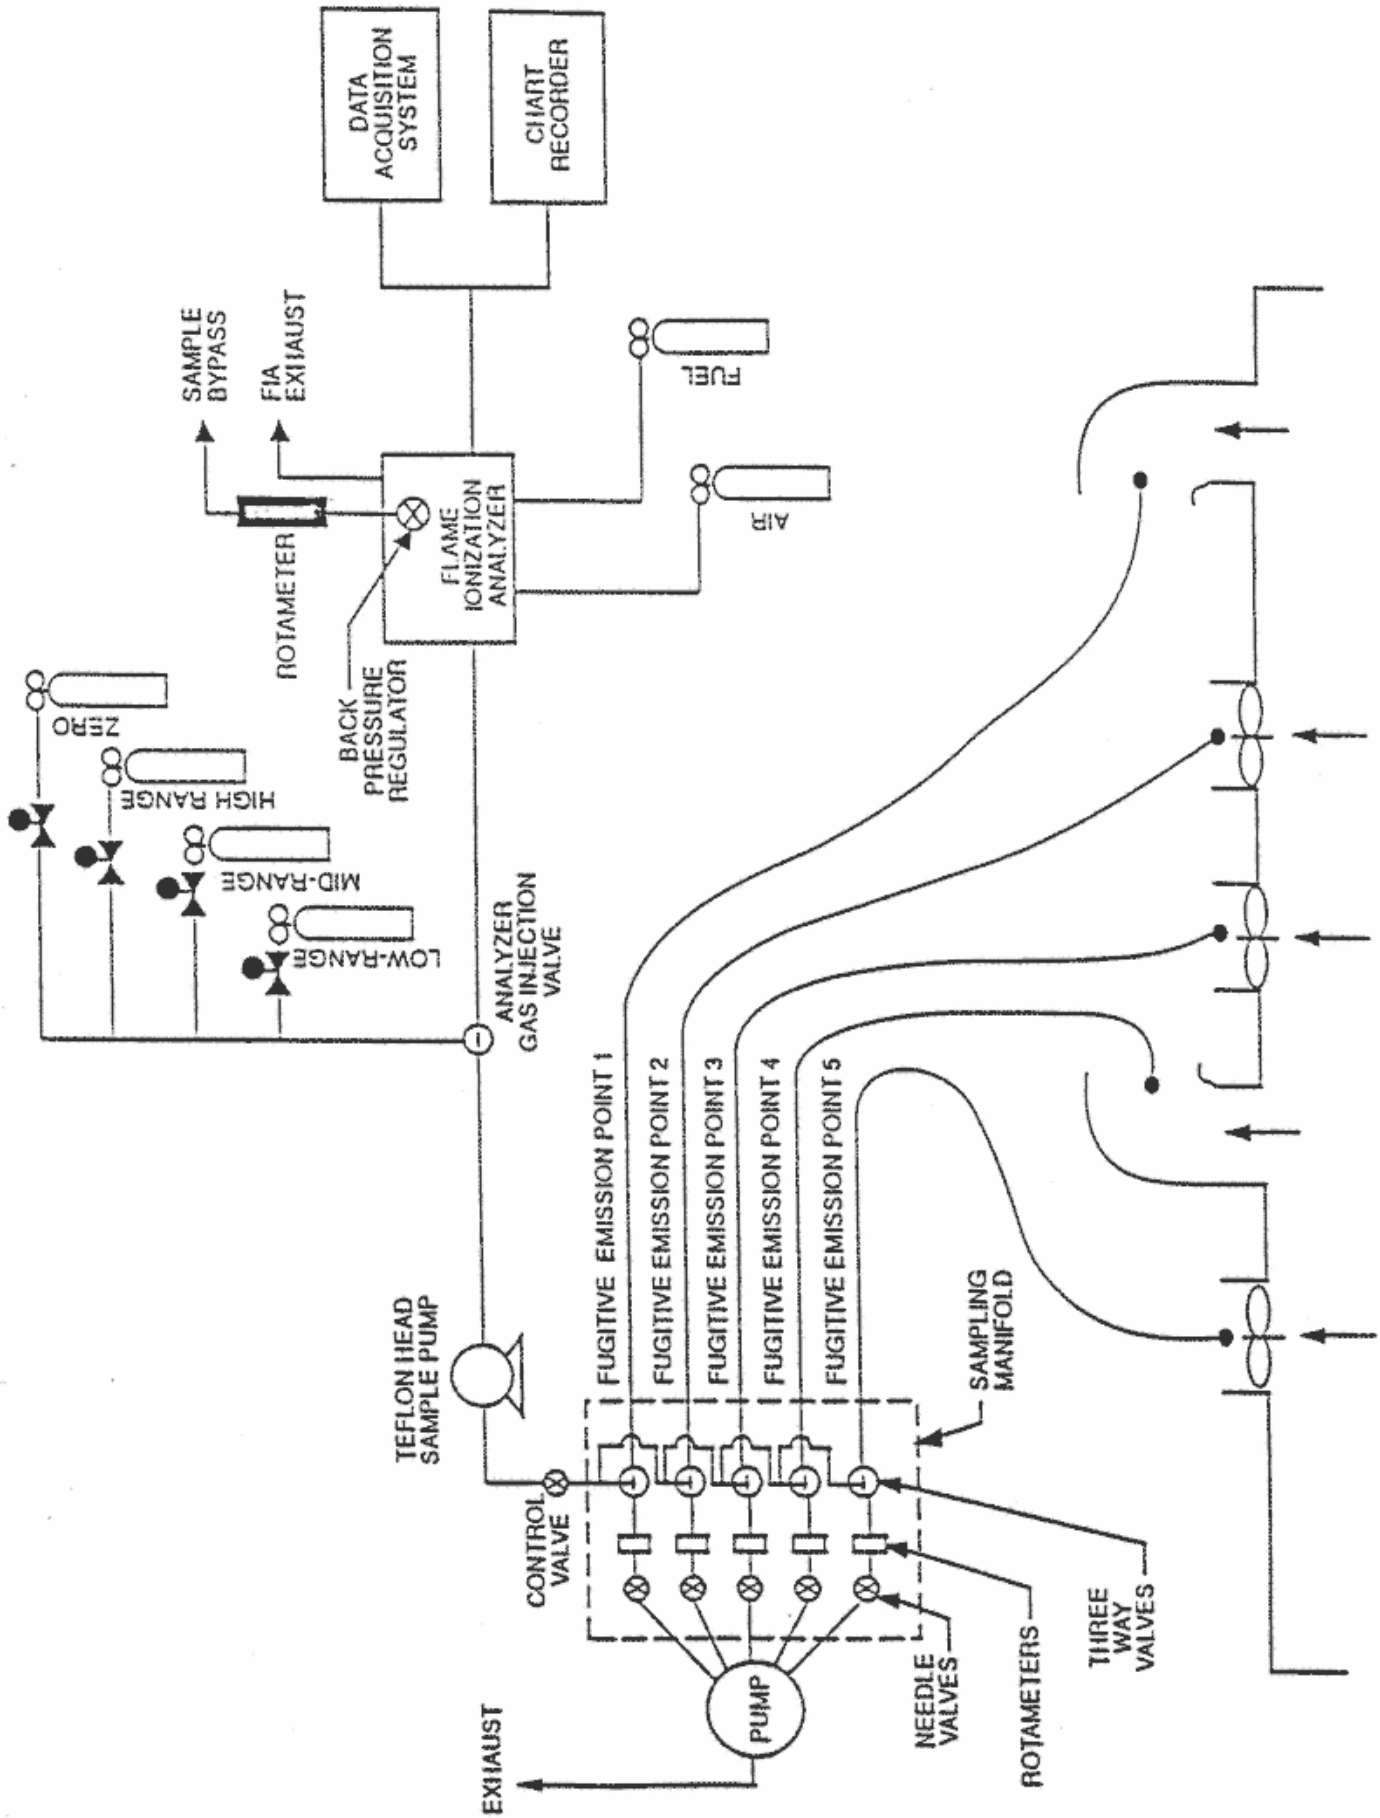 DATA
ACQUISITION
SYSTEM
CHART
RECORDER
SAMPLE
BYPASS
FIA
EXHAUST
ROTAMETER
BACK
PRESSURE
REGULATOR
FLAME
IONIZATION
ANALYZER
FUEL
AIR
ZERO
HIGH RANGE
MID-RANGE
LOW-RANGE
ANALYZER
GAS INJECTION
VALVE
TEFLON HEAD
SAMPLE PUMP
CONTROL
VALVE
FUGITIVE EMISSION POINT 1
FUGITIVE EMISSION POINT 2
FUGITIVE EMISSION POINT 3
FUGITIVE EMISSION POINT 4
FUGITIVE EMISSION POINT 5
SAMPLING
MANIFOLD
EXHAUST
PUMP
NEEDLE
VALVES
ROTAMETERS
THREE
WAY
VALVES